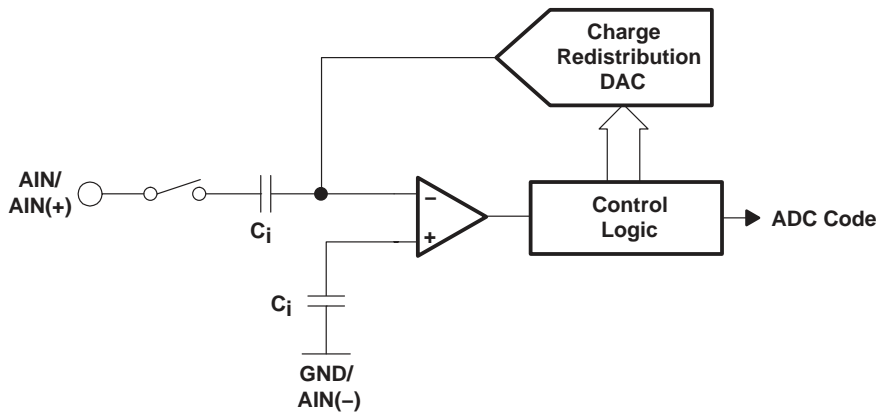 Charge
Redistribution
DAC
AIN/
AIN(+)
Ci
−
+
Control
Logic
ADC Code
Ci
GND/
AIN(−)